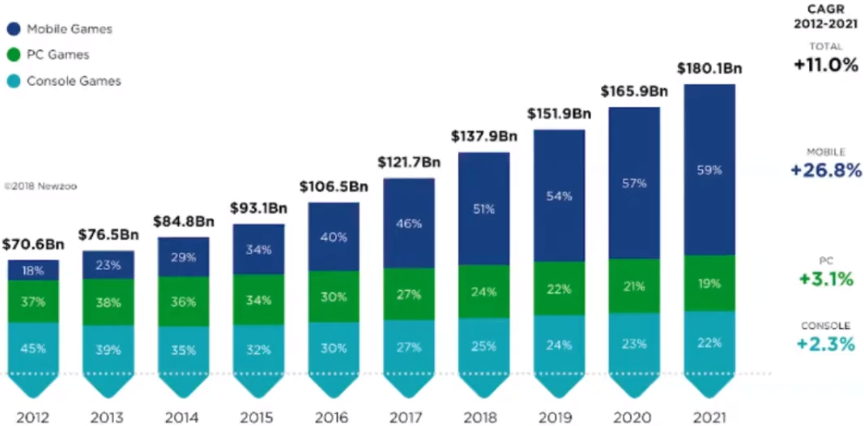 CAGR
2012-2021
Mobile Games
PC Games
Console Games
TOTAL
+11.0%
MOBILE
+26.8%
PC
+3.1%
CONSOLE
+2.3%
©2018 Newzoo
$70.6Bn
$76.5Bn
$84.8Bn
$93.1Bn
$106.5Bn
$121.7Bn
$137.9Bn
$151.9Bn
$165.9Bn
$180.1Bn
18% 23% 29% 34% 40% 46% 51% 54% 57% 59%
37% 38% 36% 34% 30% 27% 24% 22% 21% 19%
45% 39% 35% 32% 30% 27% 25% 24% 23% 22%
2012 2013 2014 2015 2016 2017 2018 2019 2020 2021